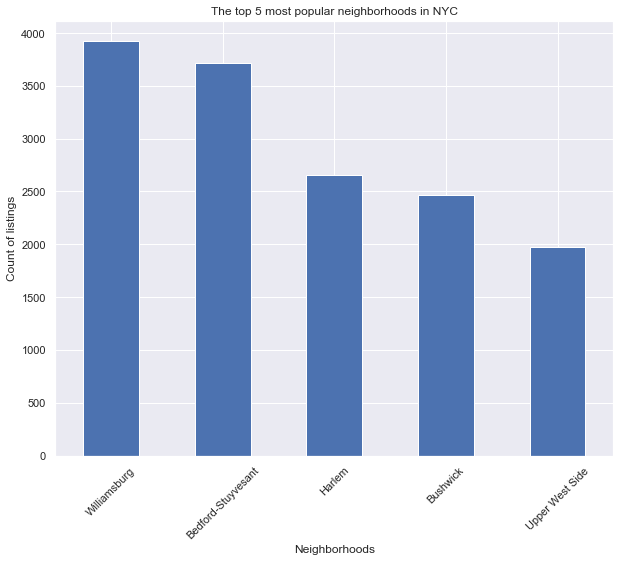 The top 5 most popular neighborhoods in NYC
4000
3500
3000
2500
2000
1500
1000
500
0
Count of listings
Williamsburg
Bedford-Stuyvesant
Harlem
Bushwick
Upper West Side
Neighborhoods